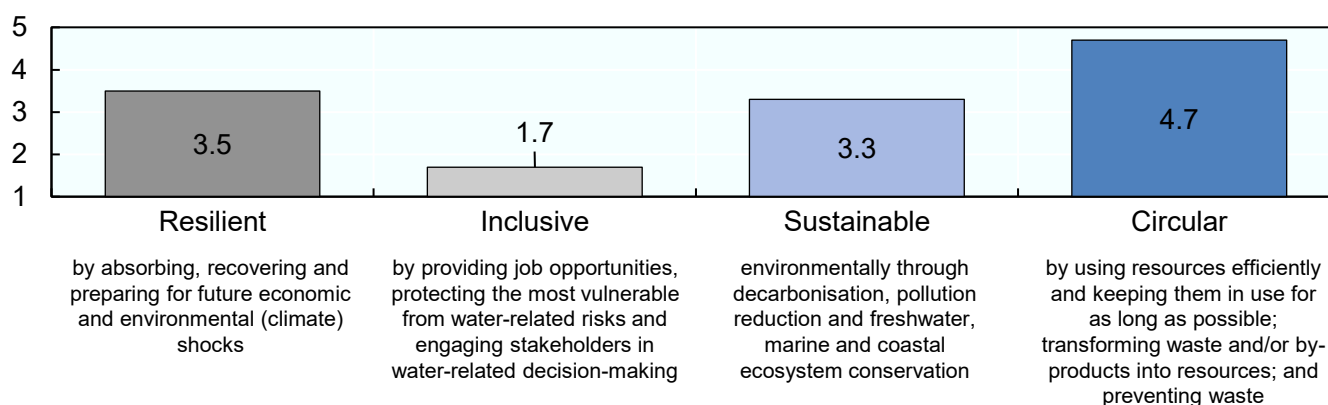 5
4
3
2
1
3.5
1.7
3.3
4.7
Resilient
Inclusive
Sustainable
Circular
by absorbing, recovering and
preparing for future economic
and environmental (climate)
shocks
by providing job opportunities,
protecting the most vulnerable
from water-related risks and
engaging stakeholders in
water-related decision-making
environmentally through
decarbonisation, pollution
reduction and freshwater,
marine and coastal
ecosystem conservation
by using resources efficiently
and keeping them in use for
as long as possible;
transforming waste and/or by-
products into resources; and
preventing waste